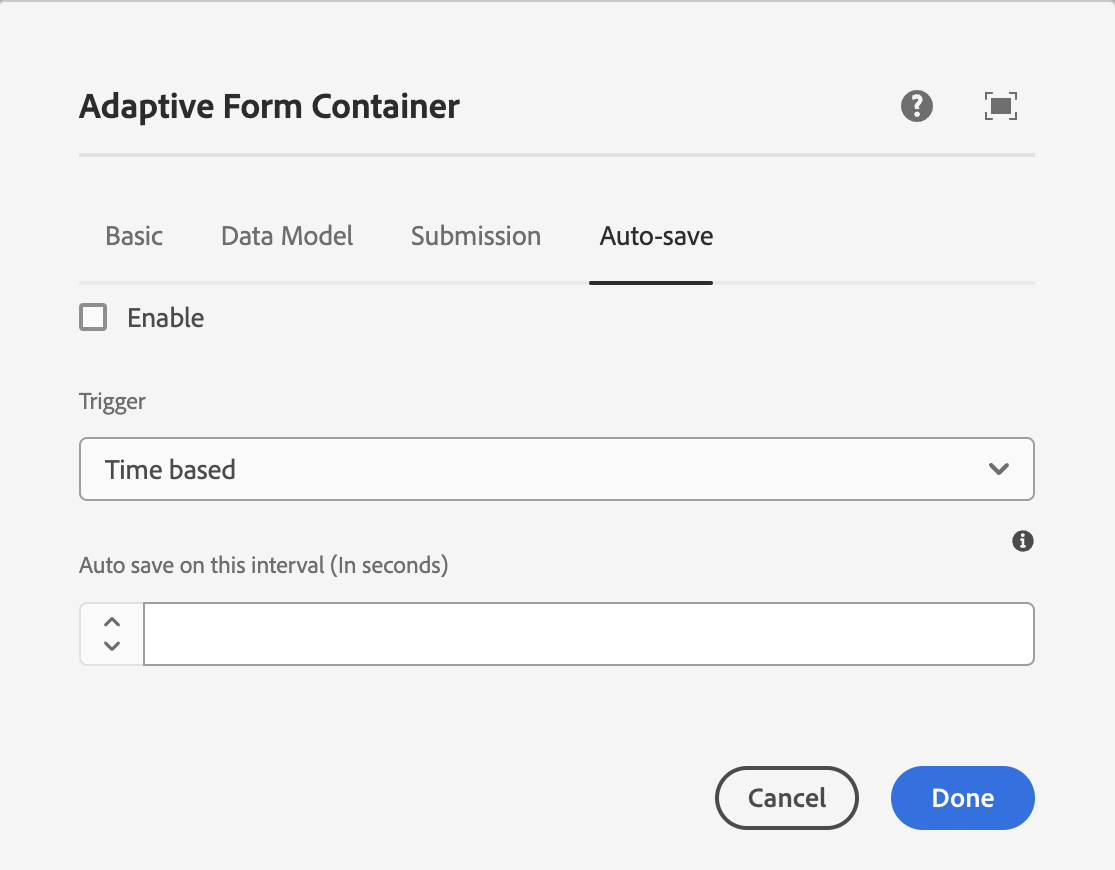 Adaptive Form Container
Basic Data Model Submission Auto-save
Enable
Trigger
Time based
Auto save on this interval (In seconds)
Cancel Done